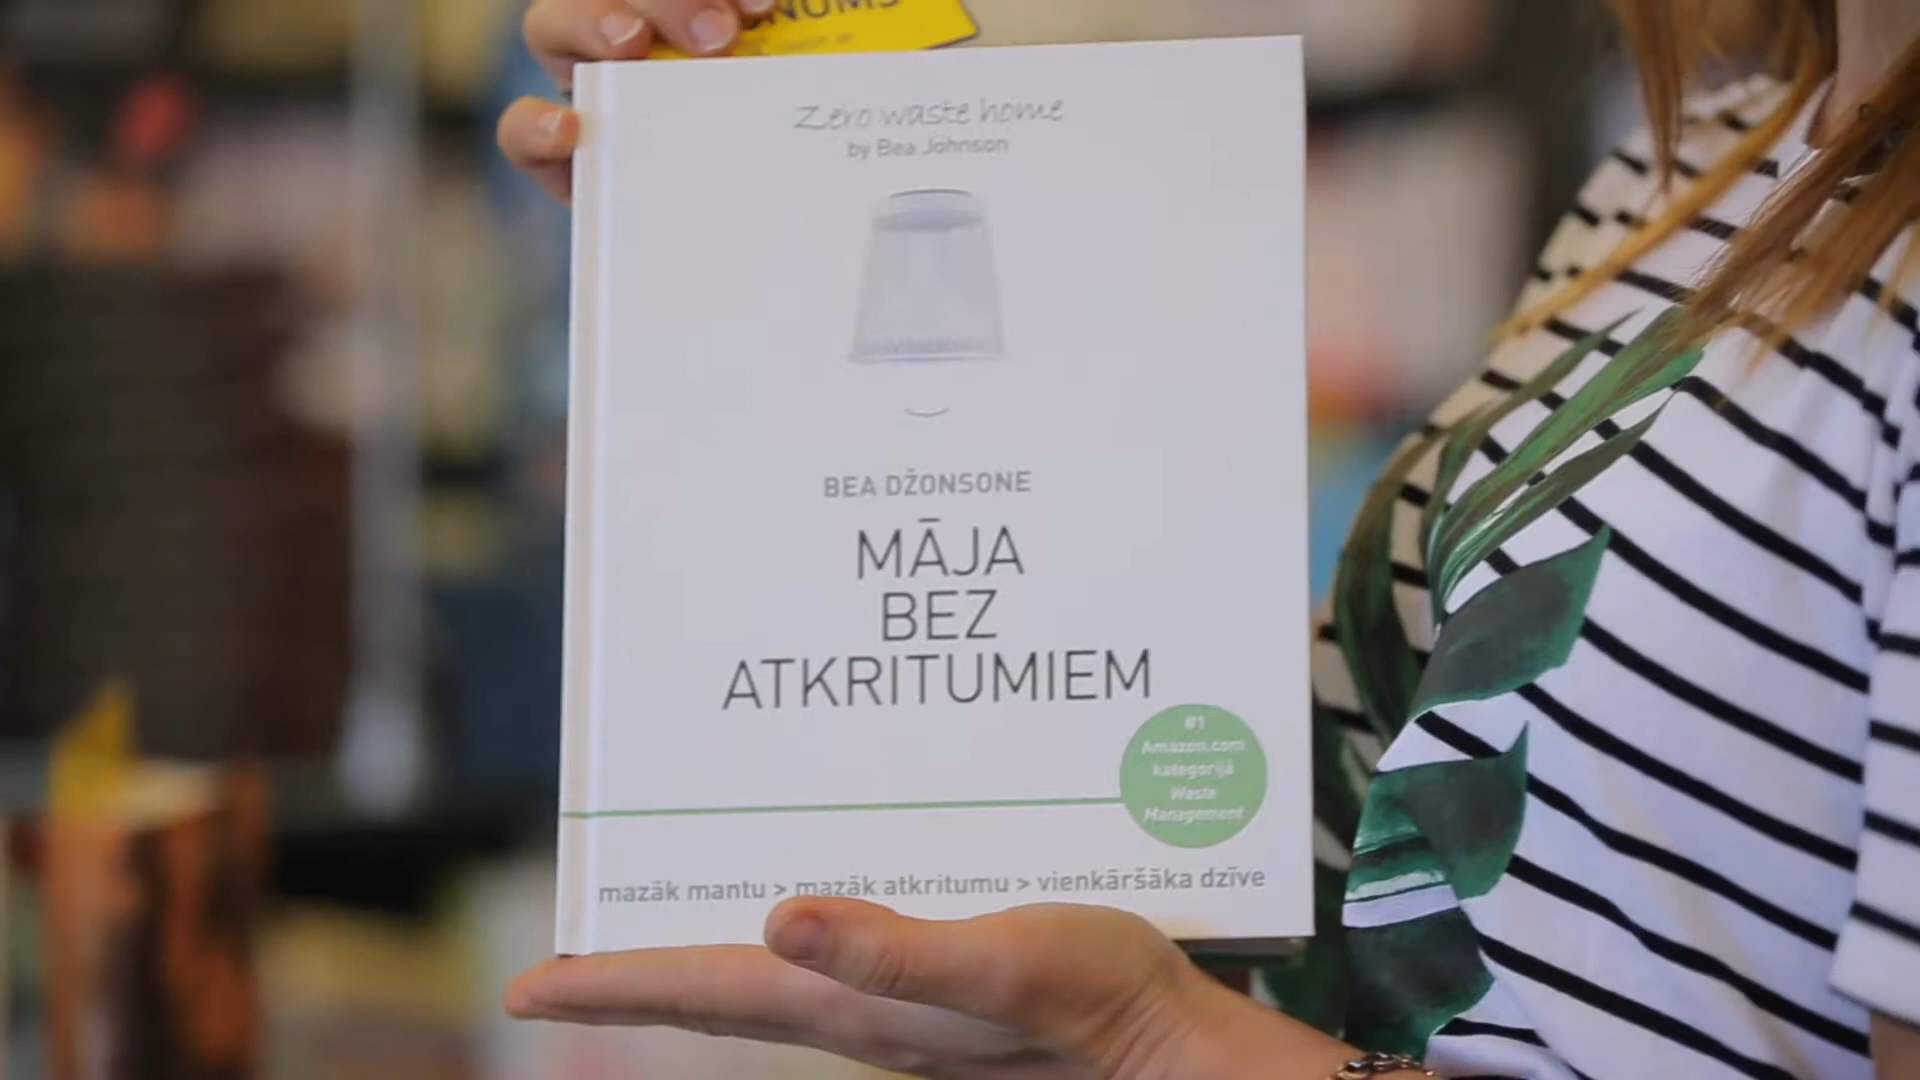 Zero waste home
by Bea Johnson
BEA DŽONSONE
MĀJA
BEZ
ATKRITUMIEM
#1
Amazon.com
kategorijā
Waste
Management
mazāk mantu > mazāk atkritumu > vienkāršāka dzīve